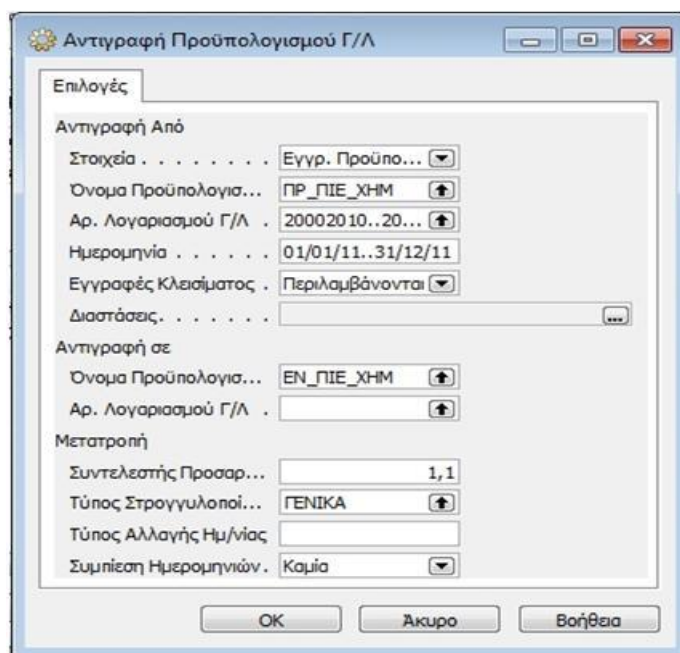 Αντιγραφή Προϋπολογισμού Γ/Λ
Επιλογές
Αντιγραφή Από
Στοιχεία . . . . . . . . Εγγρ. Προϋπο...
Όνομα Προϋπολογισ... ΠΡ_ΠΙΕ_ΧΗΜ
Αρ. Λογαριασμού Γ/Λ . 20002010..20...
Ημερομηνία . . . . . . 01/01/11..31/12/11
Εγγραφές Κλεισίματος . Περιλαμβάνονται
Διαστάσεις. . . . . . . ...
Αντιγραφή σε
Όνομα Προϋπολογισ... ΕΝ_ΠΙΕ_ΧΗΜ
Αρ. Λογαριασμού Γ/Λ .
Μετατροπή
Συντελεστής Προσαρ... 1,1
Τύπος Στρογγυλοποί... ΓΕΝΙΚΑ
Τύπος Αλλαγής Ημ/νίας
Συμπίεση Ημερομηνιών. Καμία
OK Άκυρο Βοήθεια